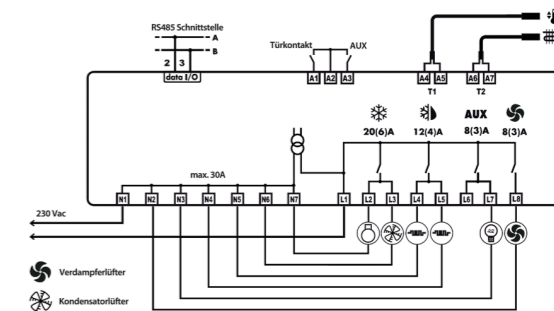 RS485 Schnittstelle
A
B
2 3
data I/O
Türkontakt
AUX
A1 A2 A3
A4 A5
A6 A7
T1
T2
20(6)A
12(4)A
AUX
8(3)A
8(3)A
max. 30A
N1 N2 N3 N4 N5 N6 N7
L1 L2 L3 L4 L5 L6 L7 L8
230 Vac
Verdampferlüfter
Kondensatorlüfter